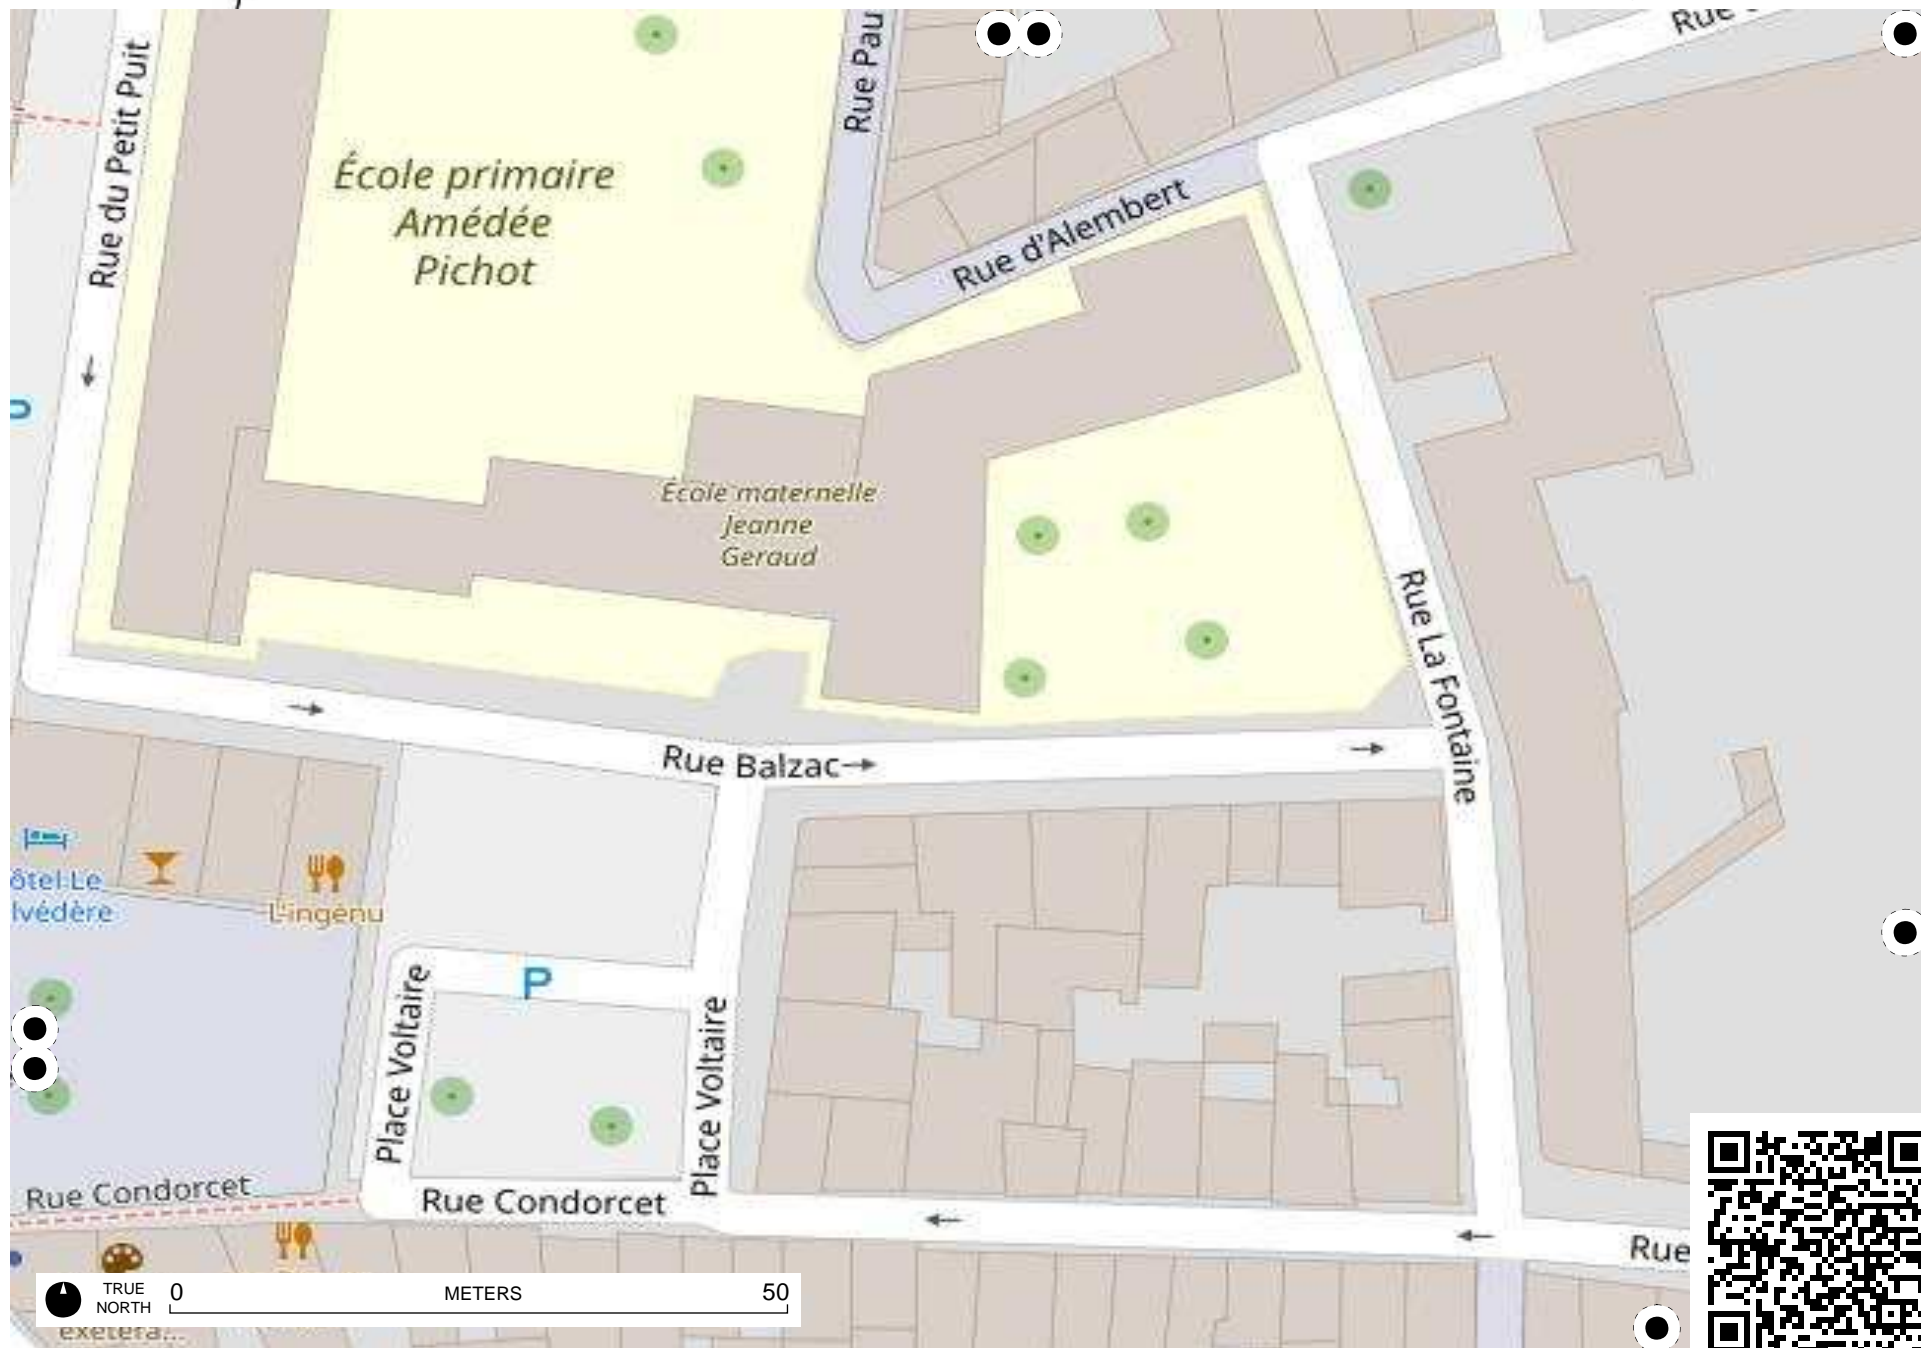 Rue du Petit Puit
Rue Pau
Rue
École primaire
Amédée
Pichot
Rue d'Alembert
P
École maternelle
Jeanne
Geraud
Rue La Fontaine
Rue Balzac
ôtel Le
lvédère
L'ingénu
P
Place Voltaire
Place Voltaire
Rue Condorcet
Rue Condorcet
Rue
TRUE
NORTH
0 METERS 50
exetera...